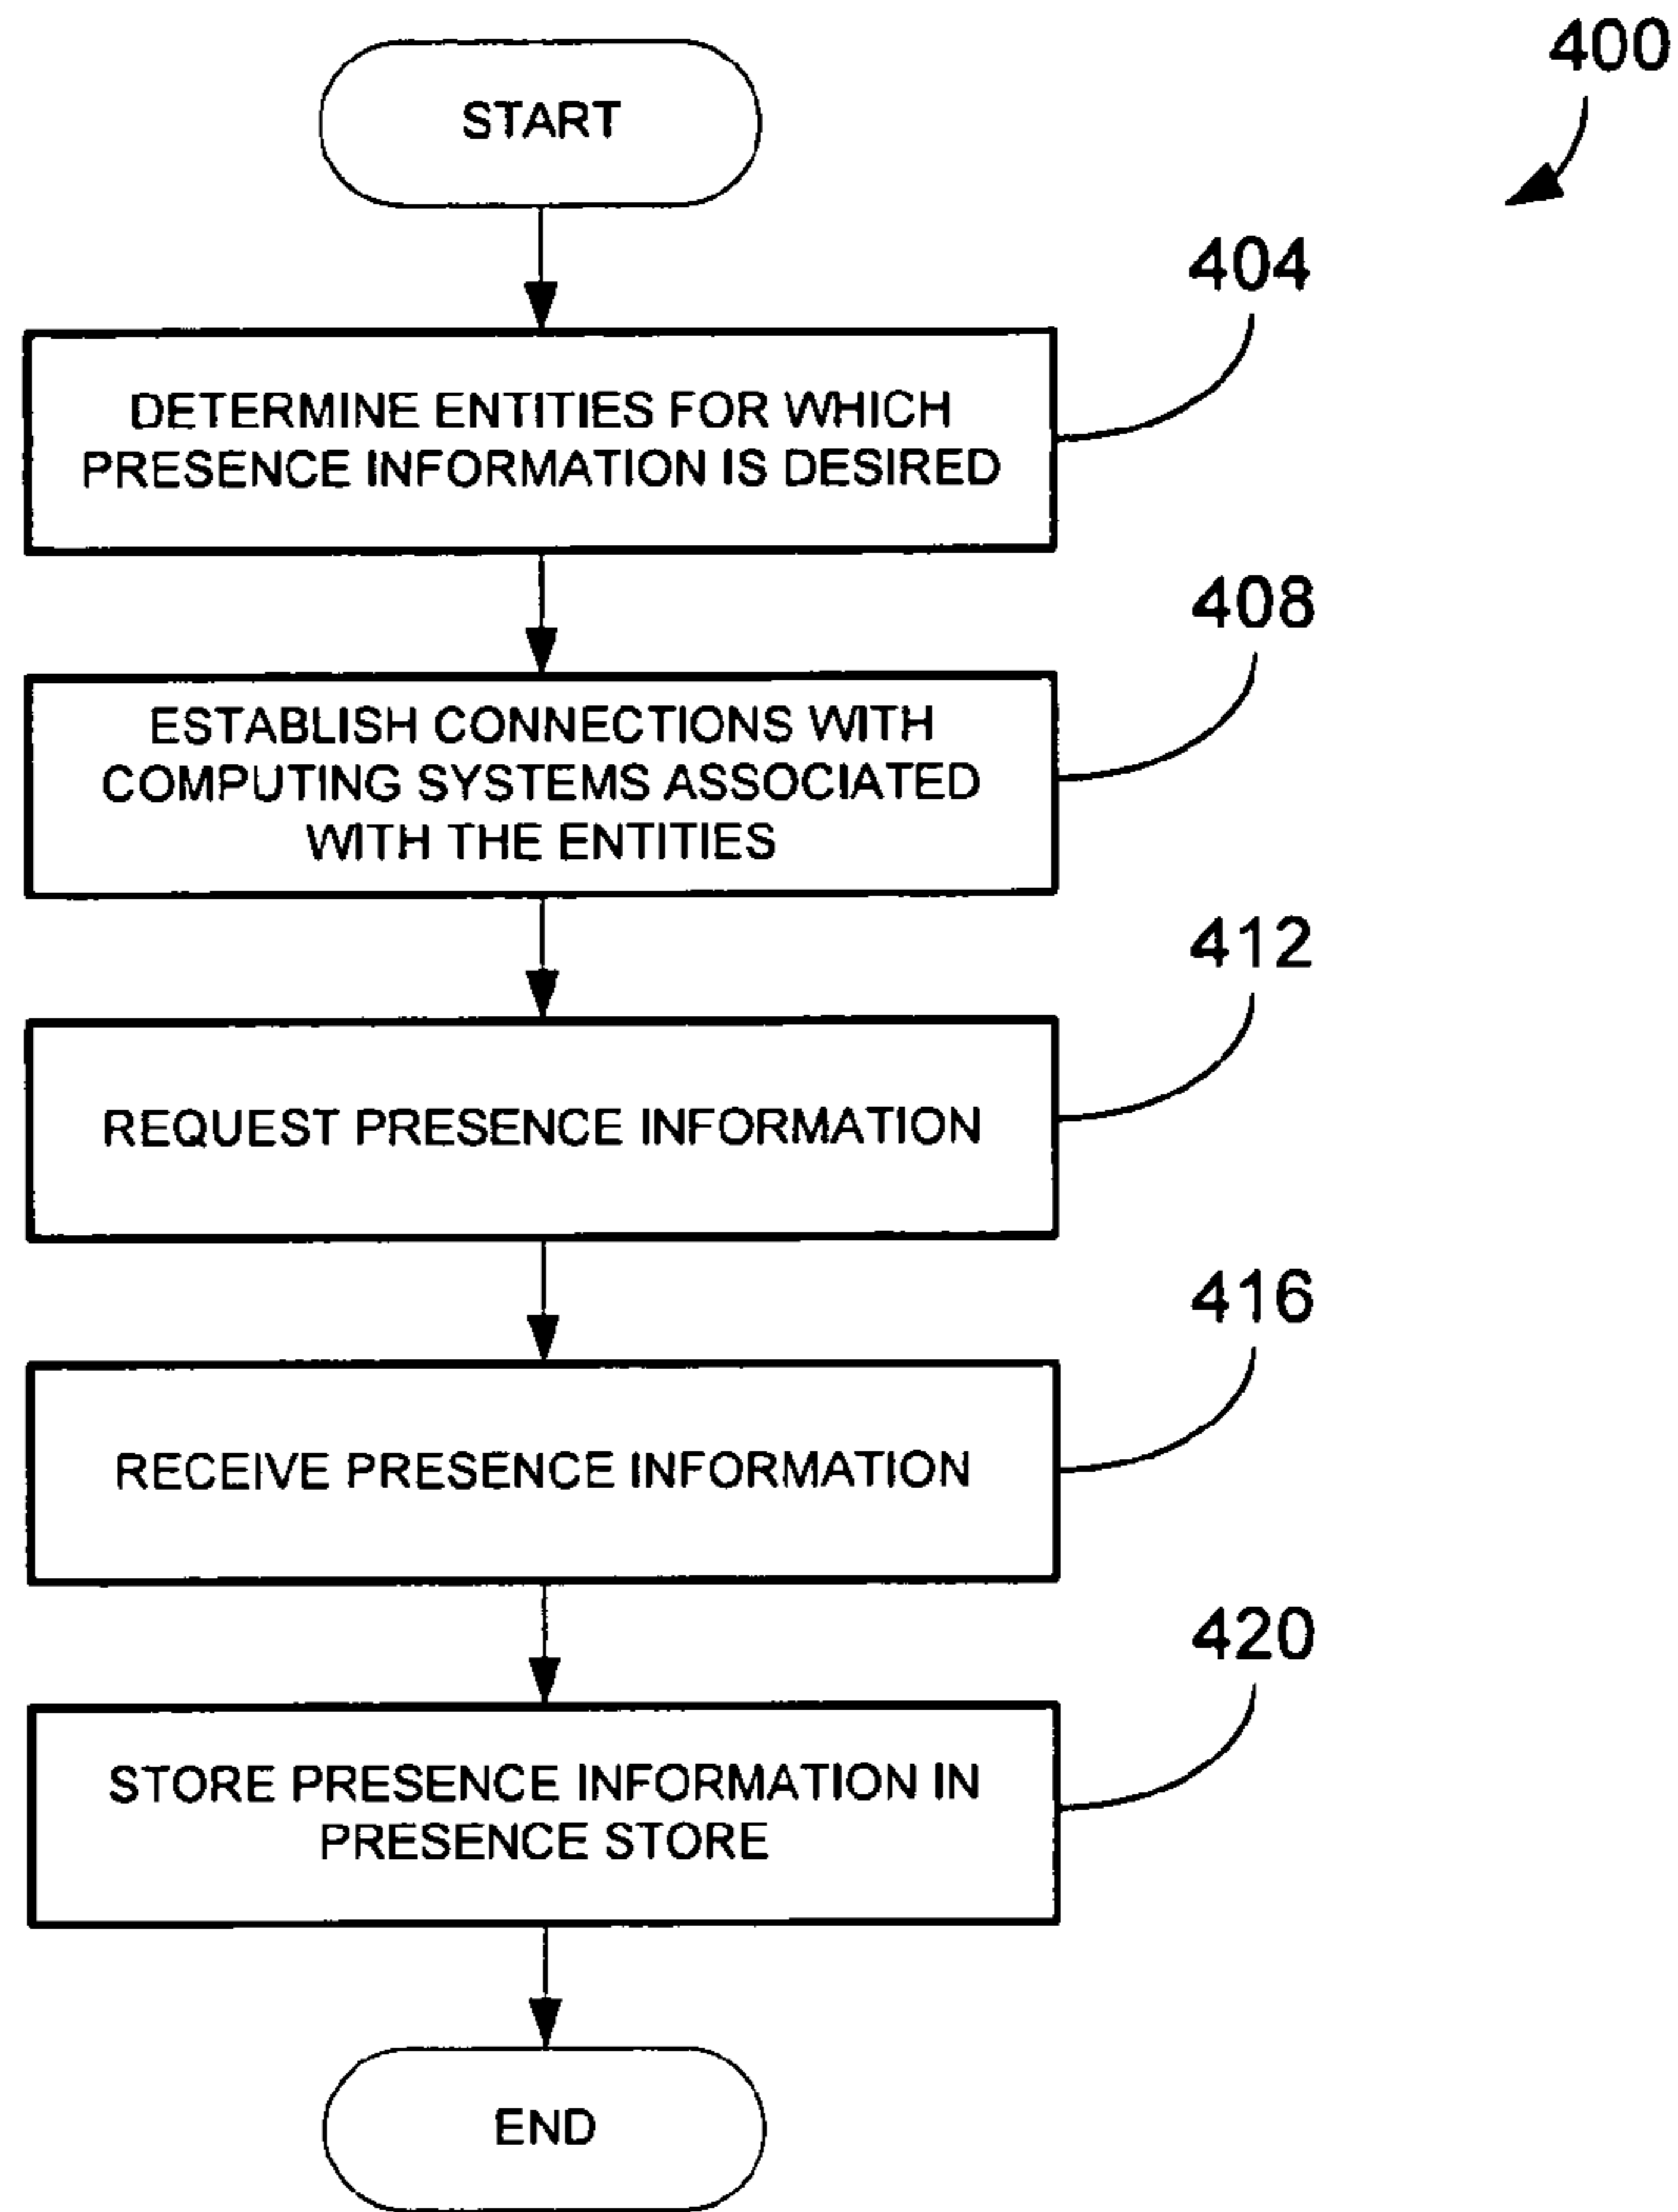 400
START
404
DETERMINE ENTITIES FOR WHICH
PRESENCE INFORMATION IS DESIRED
408
ESTABLISH CONNECTIONS WITH
COMPUTING SYSTEMS ASSOCIATED
WITH THE ENTITIES
412
REQUEST PRESENCE INFORMATION
416
RECEIVE PRESENCE INFORMATION
420
STORE PRESENCE INFORMATION IN
PRESENCE STORE
END